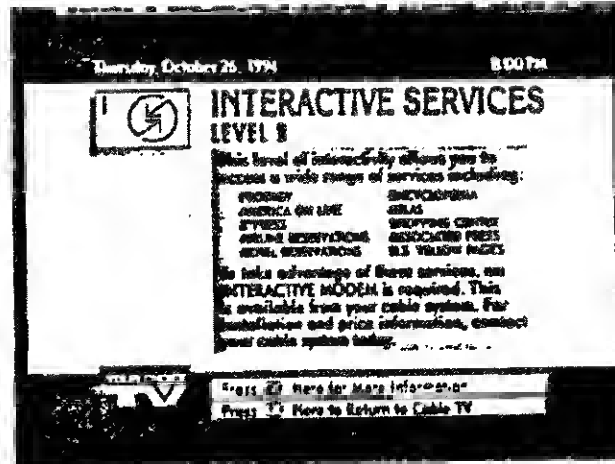 Thursday, October 26, 1994 8:00 PM
INTERACTIVE SERVICES
LEVEL
This level of interactivity allows you to
access a wide range of services including:
PRODIGY ENCYCLOPEDIA
AMERICA ON LINE ATLAS
SHOPPING CENTER
AIRLINE RESERVATIONS ASSOCIATED PRESS
HOTEL RESERVATIONS U.S. YELLOW PAGES
To take advantage of these services, an
INTERACTIVE MODEM is required. This
is available from your cable system. For
installation and price information, contact
your cable system today.
TV
Press Here for More Information
Press Here to Return to Cable TV